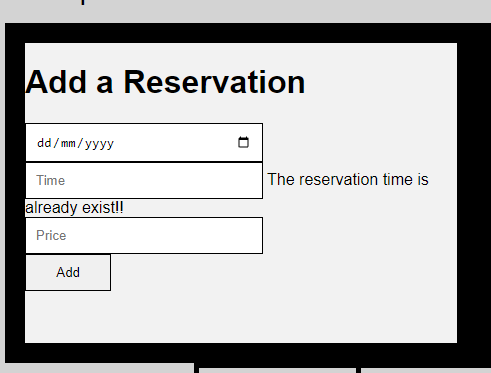 Add a Reservation
dd/mm/yyyy
Time The reservation time is
already exist!!
Price
Add